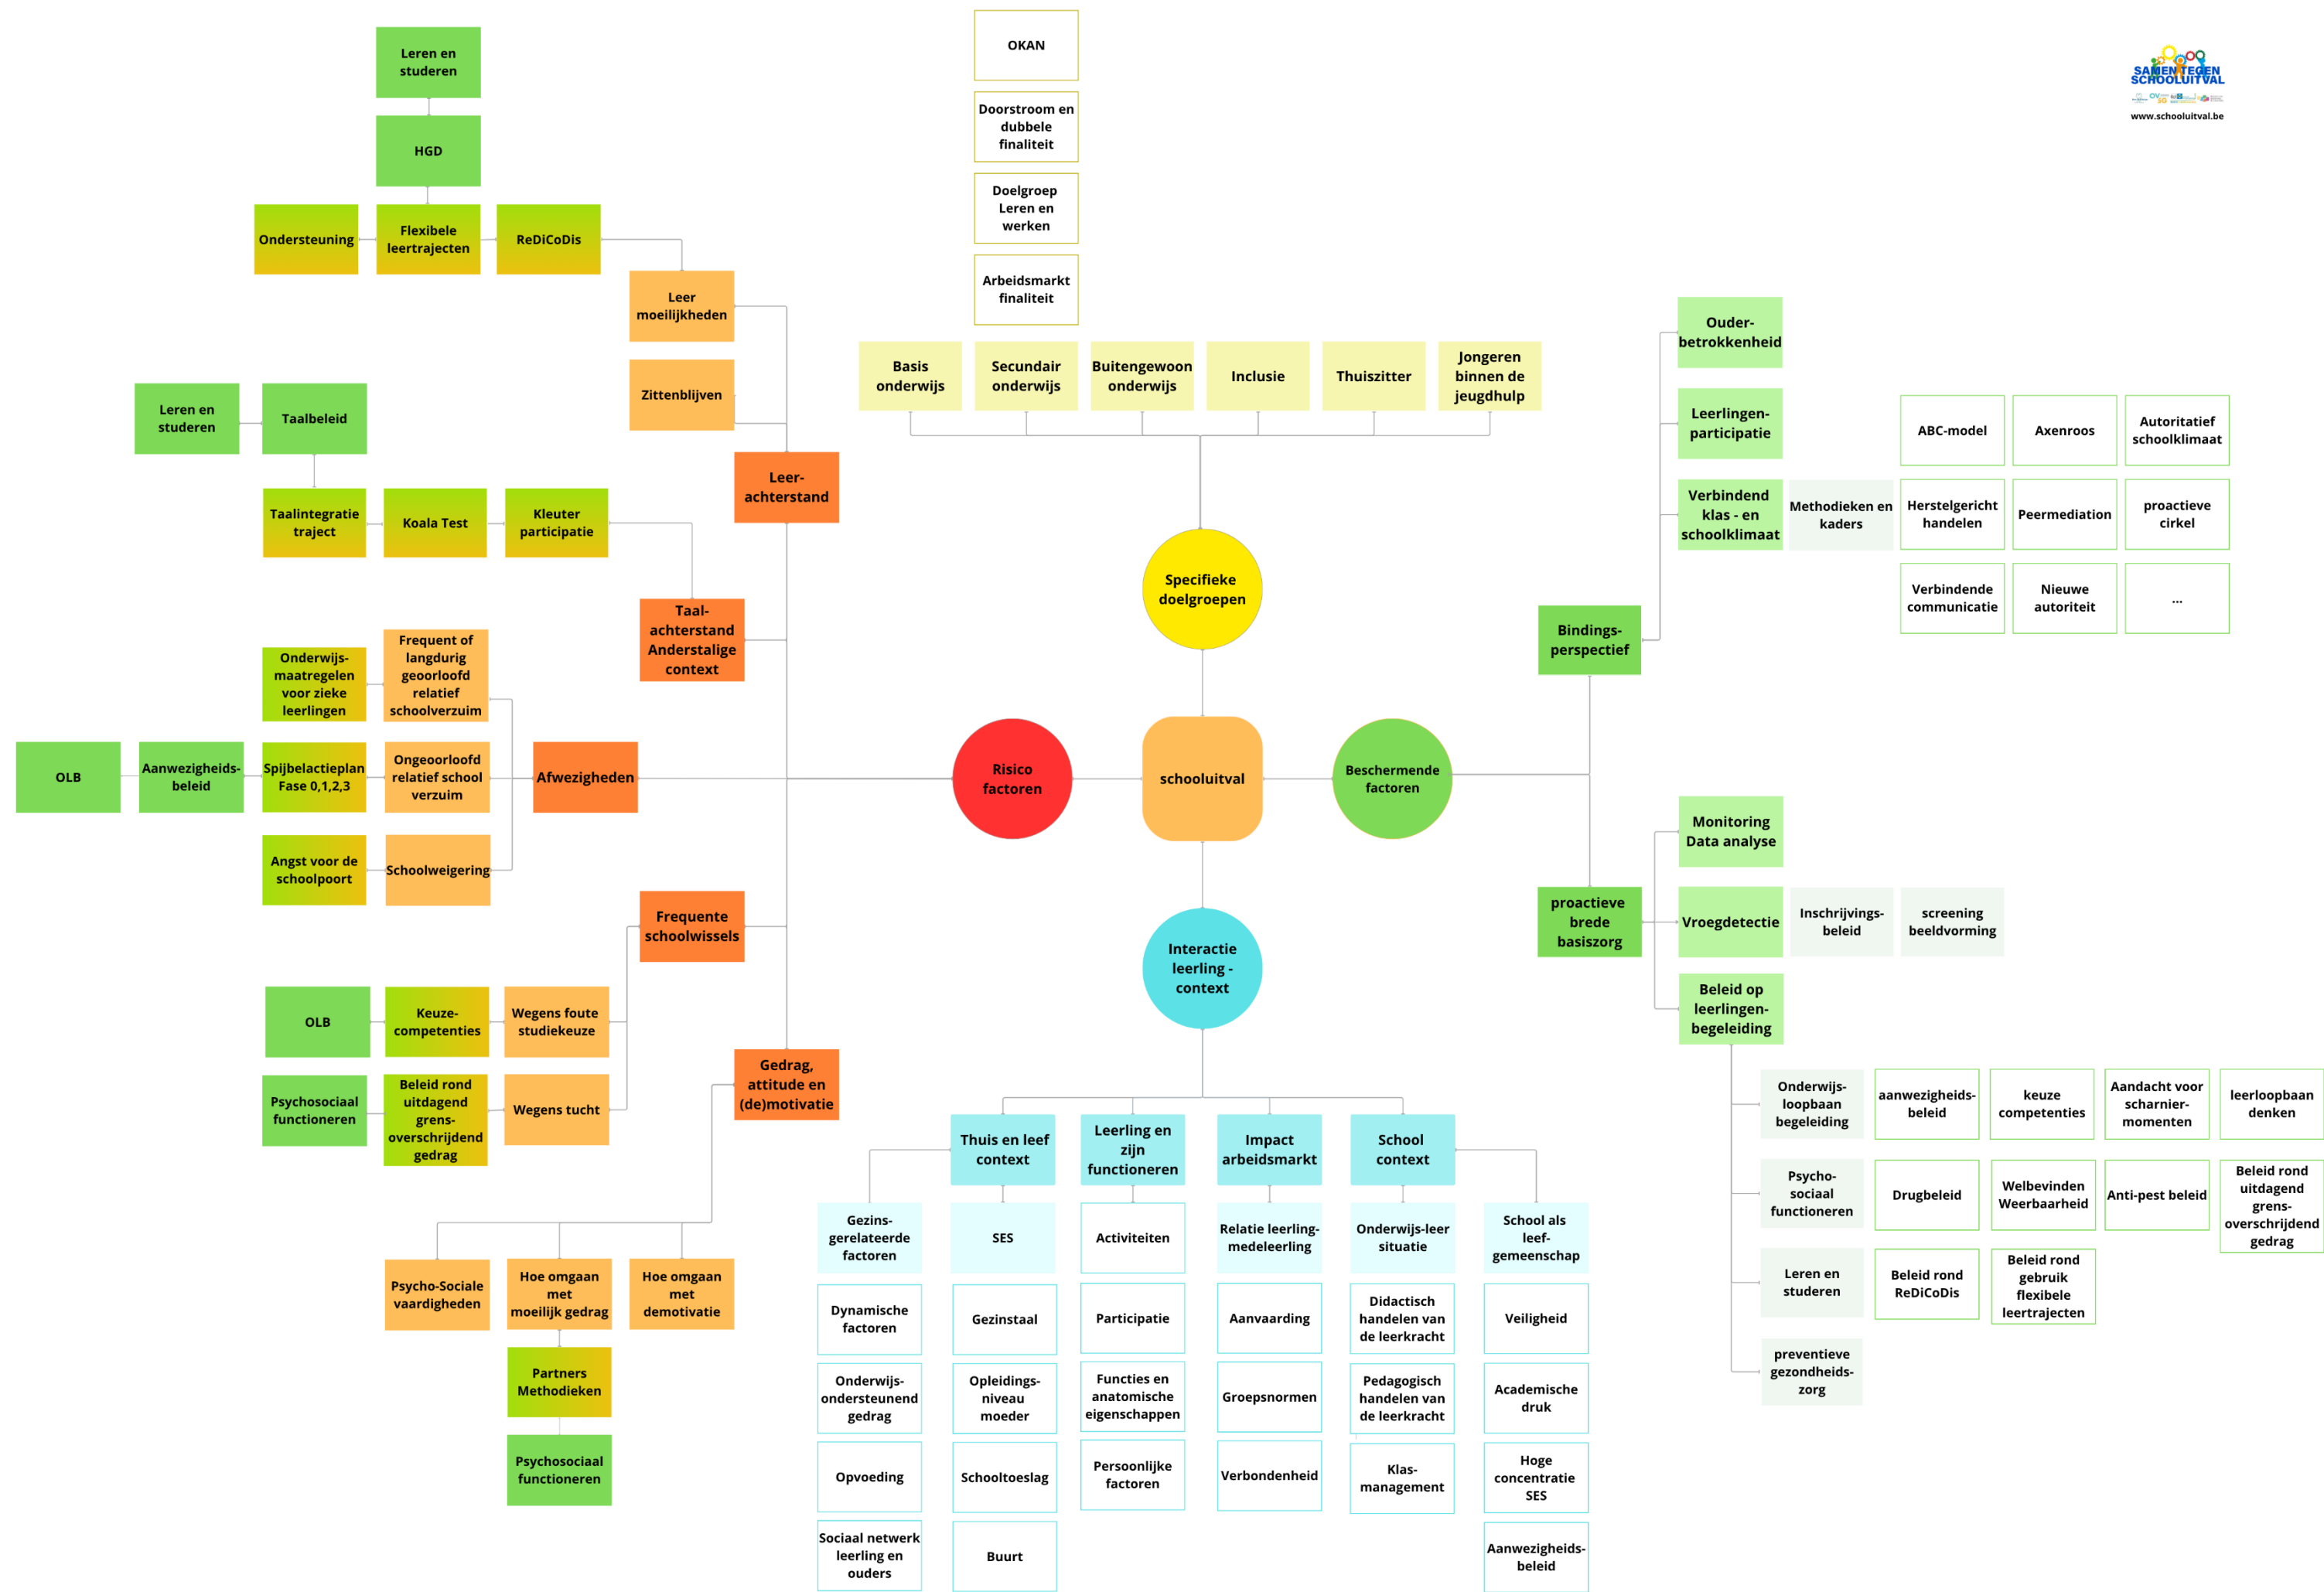 OKAN
Doorstroom en
dubbele
finaliteit
Doelgroep
Leren en
werken
Arbeidsmarkt
finaliteit
SAMEN TEGEN
SCHOOLUITVAL
www.schooluitval.be
Leren en
studeren
HGD
Ondersteuning
Flexibele
leertrajecten
ReDiCoDis
Leer
moeilijkheden
Zittenblijven
Leer-
achterstand
Leren en
studeren
Taalbeleid
Taalintegratie
traject
Koala Test
Kleuter
participatie
Taal-
achterstand
Anderstalige
context
Basis
onderwijs
Secundair
onderwijs
Buitengewoon
onderwijs
Inclusie
Thuiszitter
Jongeren
binnen de
jeugdhulp
Specifieke
doelgroepen
Ouder-
betrokkenheid
Leerlingen-
participatie
Verbindend
klas - en
schoolklimaat
Methodieken en
kaders
ABC-model
Axenroos
Autoritatief
schoolklimaat
Herstelgericht
handelen
Peermediation
proactieve
cirkel
Verbindende
communicatie
Nieuwe
autoriteit
...
Bindings-
perspectief
Onderwijs-
maatregelen
voor zieke
leerlingen
Frequent of
langdurig
geoorloofd
relatief
schoolverzuim
OLB
Aanwezigheids-
beleid
Spijbelactieplan
Fase 0,1,2,3
Ongeoorloofd
relatief school
verzuim
Afwezigheden
Angst voor de
schoolpoort
Schoolweigering
Risico
factoren
schooluitval
Beschermende
factoren
Monitoring
Data analyse
proactieve
brede
basiszorg
Vroegdetectie
Inschrijvings-
beleid
screening
beeldvorming
Beleid op
leerlingen-
begeleiding
Frequente
schoolwissels
OLB
Keuze-
competenties
Wegens foute
studiekeuze
Psychosociaal
functioneren
Beleid rond
uitdagend
grens-
overschrijdend
gedrag
Wegens tucht
Gedrag,
attitude en
(de)motivatie
Psycho-Sociale
vaardigheden
Hoe omgaan
met
moeilijk gedrag
Hoe omgaan
met
demotivatie
Partners
Methodieken
Psychosociaal
functioneren
Interactie
leerling -
context
Thuis en leef
context
Leerling en
zijn
functioneren
Impact
arbeidsmarkt
School
context
Gezins-
gerelateerde
factoren
SES
Activiteiten
Relatie leerling-
medeleerling
Onderwijs-leer
situatie
School als
leef-
gemeenschap
Dynamische
factoren
Gezinstaal
Participatie
Aanvaarding
Didactisch
handelen van
de leerkracht
Veiligheid
Onderwijs-
ondersteunend
gedrag
Opleidings-
niveau
moeder
Functies en
anatomische
eigenschappen
Groepsnormen
Pedagogisch
handelen van
de leerkracht
Academische
druk
Opvoeding
Schooltoeslag
Persoonlijke
factoren
Verbondenheid
Klas-
management
Hoge
concentratie
SES
Sociaal netwerk
leerling en
ouders
Buurt
Aanwezigheids-
beleid
Onderwijs-
loopbaan
begeleiding
aanwezigheids-
beleid
keuze
competenties
Aandacht voor
scharnier-
momenten
leerloopbaan
denken
Psycho-
sociaal
functioneren
Drugbeleid
Welbevinden
Weerbaarheid
Anti-pest beleid
Beleid rond
uitdagend
grens-
overschrijdend
gedrag
Leren en
studeren
Beleid rond
ReDiCoDis
Beleid rond
gebruik
flexibele
leertrajecten
preventieve
gezondheids-
zorg